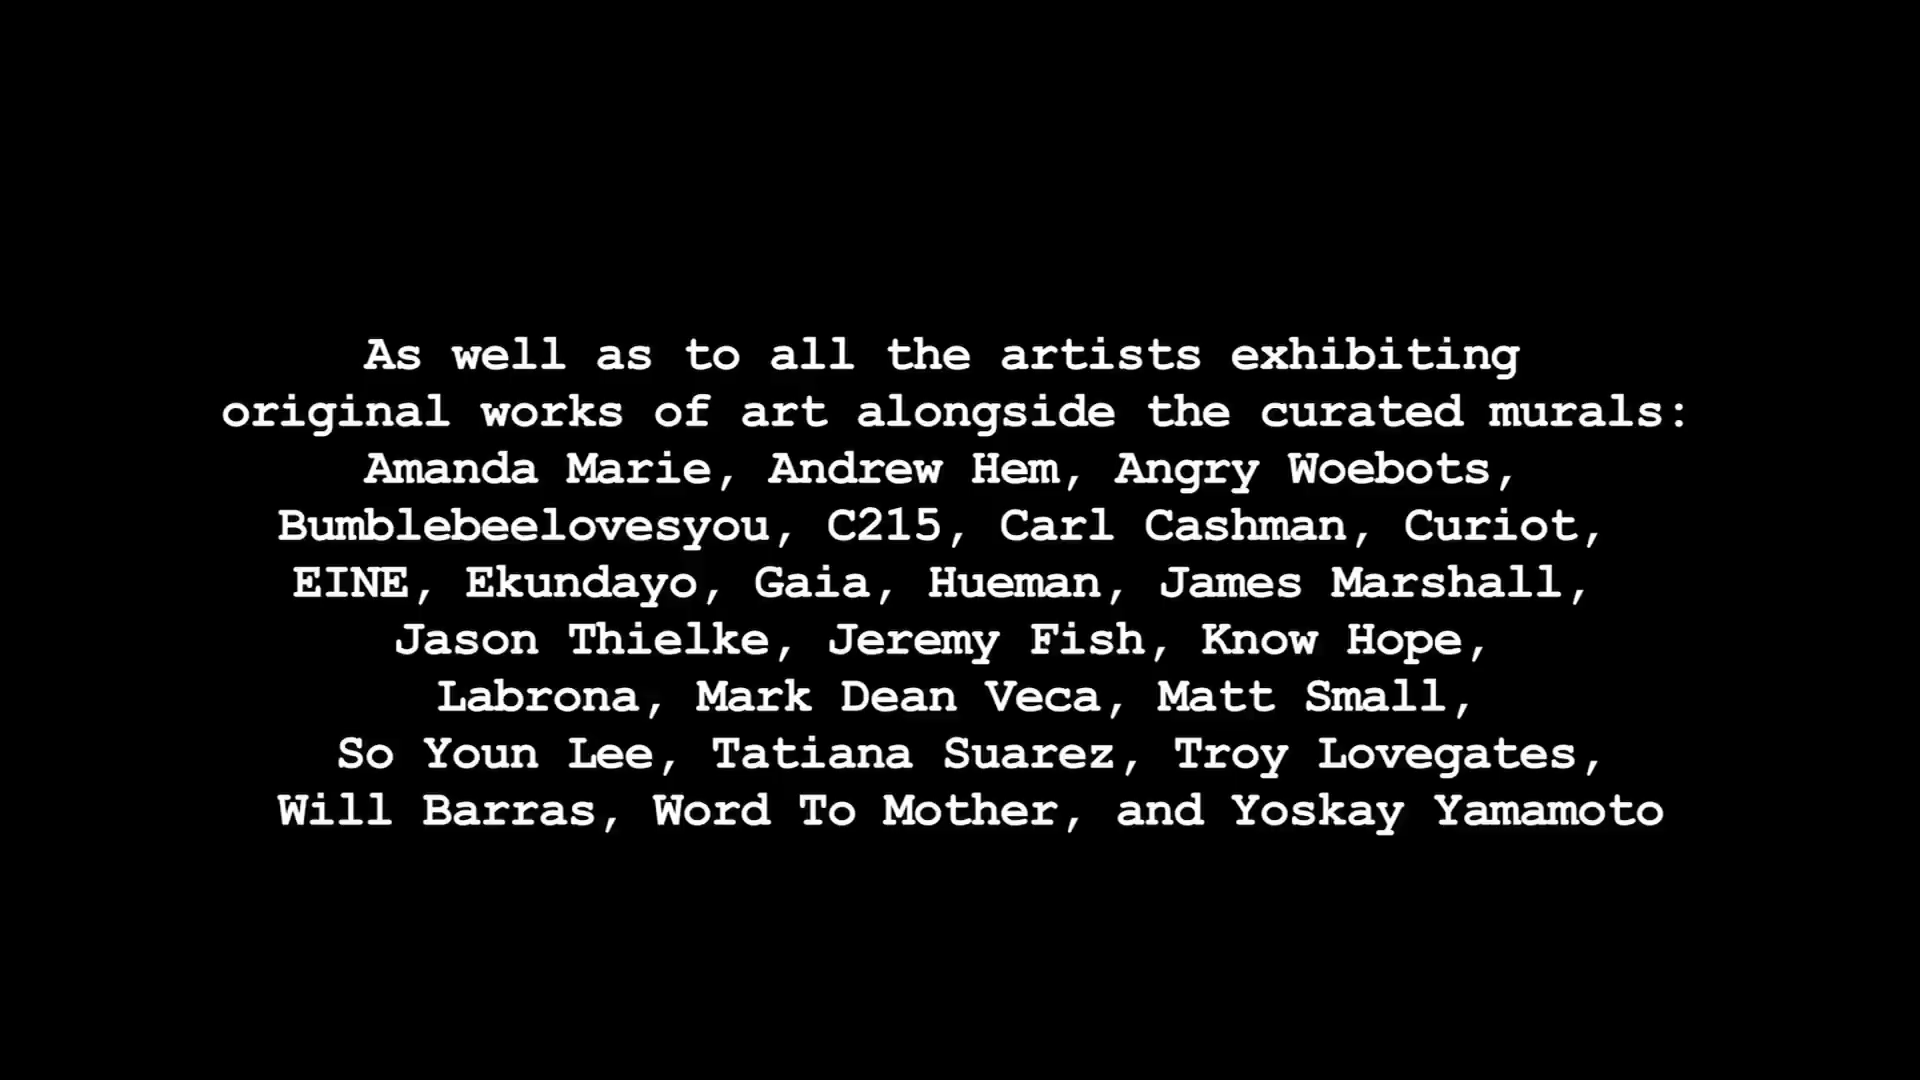 As well as to all the artists exhibiting
original works of art alongside the curated murals:
Amanda Marie, Andrew Hem, Angry Woebots,
Bumblebeelovesyou, C215, Carl Cashman, Curiot,
EINE, Ekundayo, Gaia, Hueman, James Marshall,
Jason Thielke, Jeremy Fish, Know Hope,
Labrona, Mark Dean Veca, Matt Small,
So Youn Lee, Tatiana Suarez, Troy Lovegates,
Will Barras, Word To Mother, and Yoskay Yamamoto